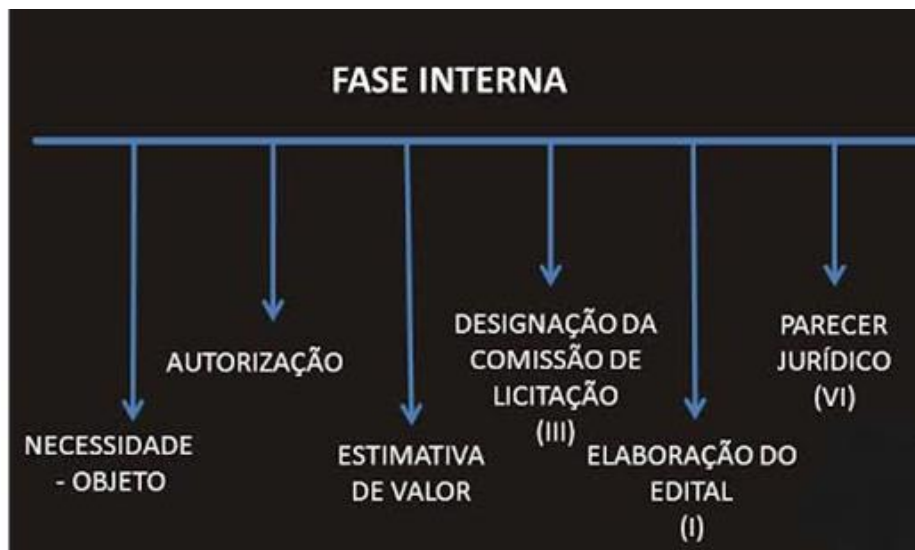 FASE INTERNA
NECESSIDADE
- OBJETO
AUTORIZAÇÃO
ESTIMATIVA
DE VALOR
DESIGNAÇÃO DA
COMISSÃO DE
LICITAÇÃO
(III)
ELABORAÇÃO DO
EDITAL
(I)
PARECER
JURÍDICO
(VI)